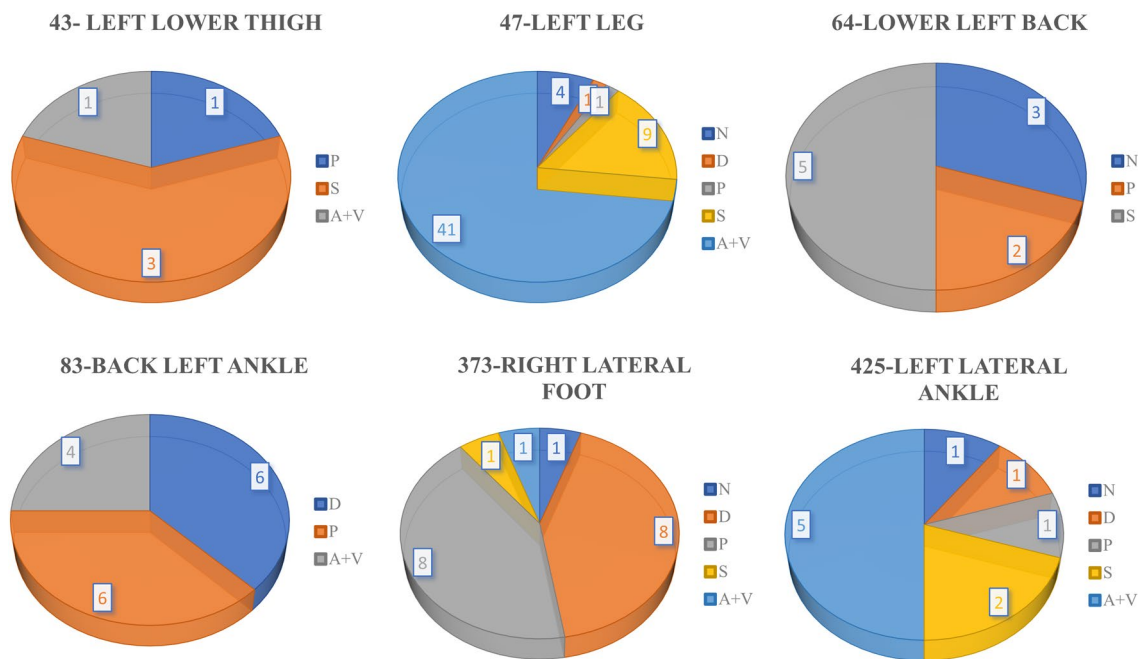 43- LEFT LOWER THIGH
1
1
3
P
S
A+V
47-LEFT LEG
4
1
1
9
41
N
D
P
S
A+V
64-LOWER LEFT BACK
3
5
2
N
P
S
83-BACK LEFT ANKLE
4
6
6
D
P
A+V
373-RIGHT LATERAL
FOOT
1
1
1
8
8
N
D
P
S
A+V
425-LEFT LATERAL
ANKLE
1
1
5
1
2
N
D
P
S
A+V